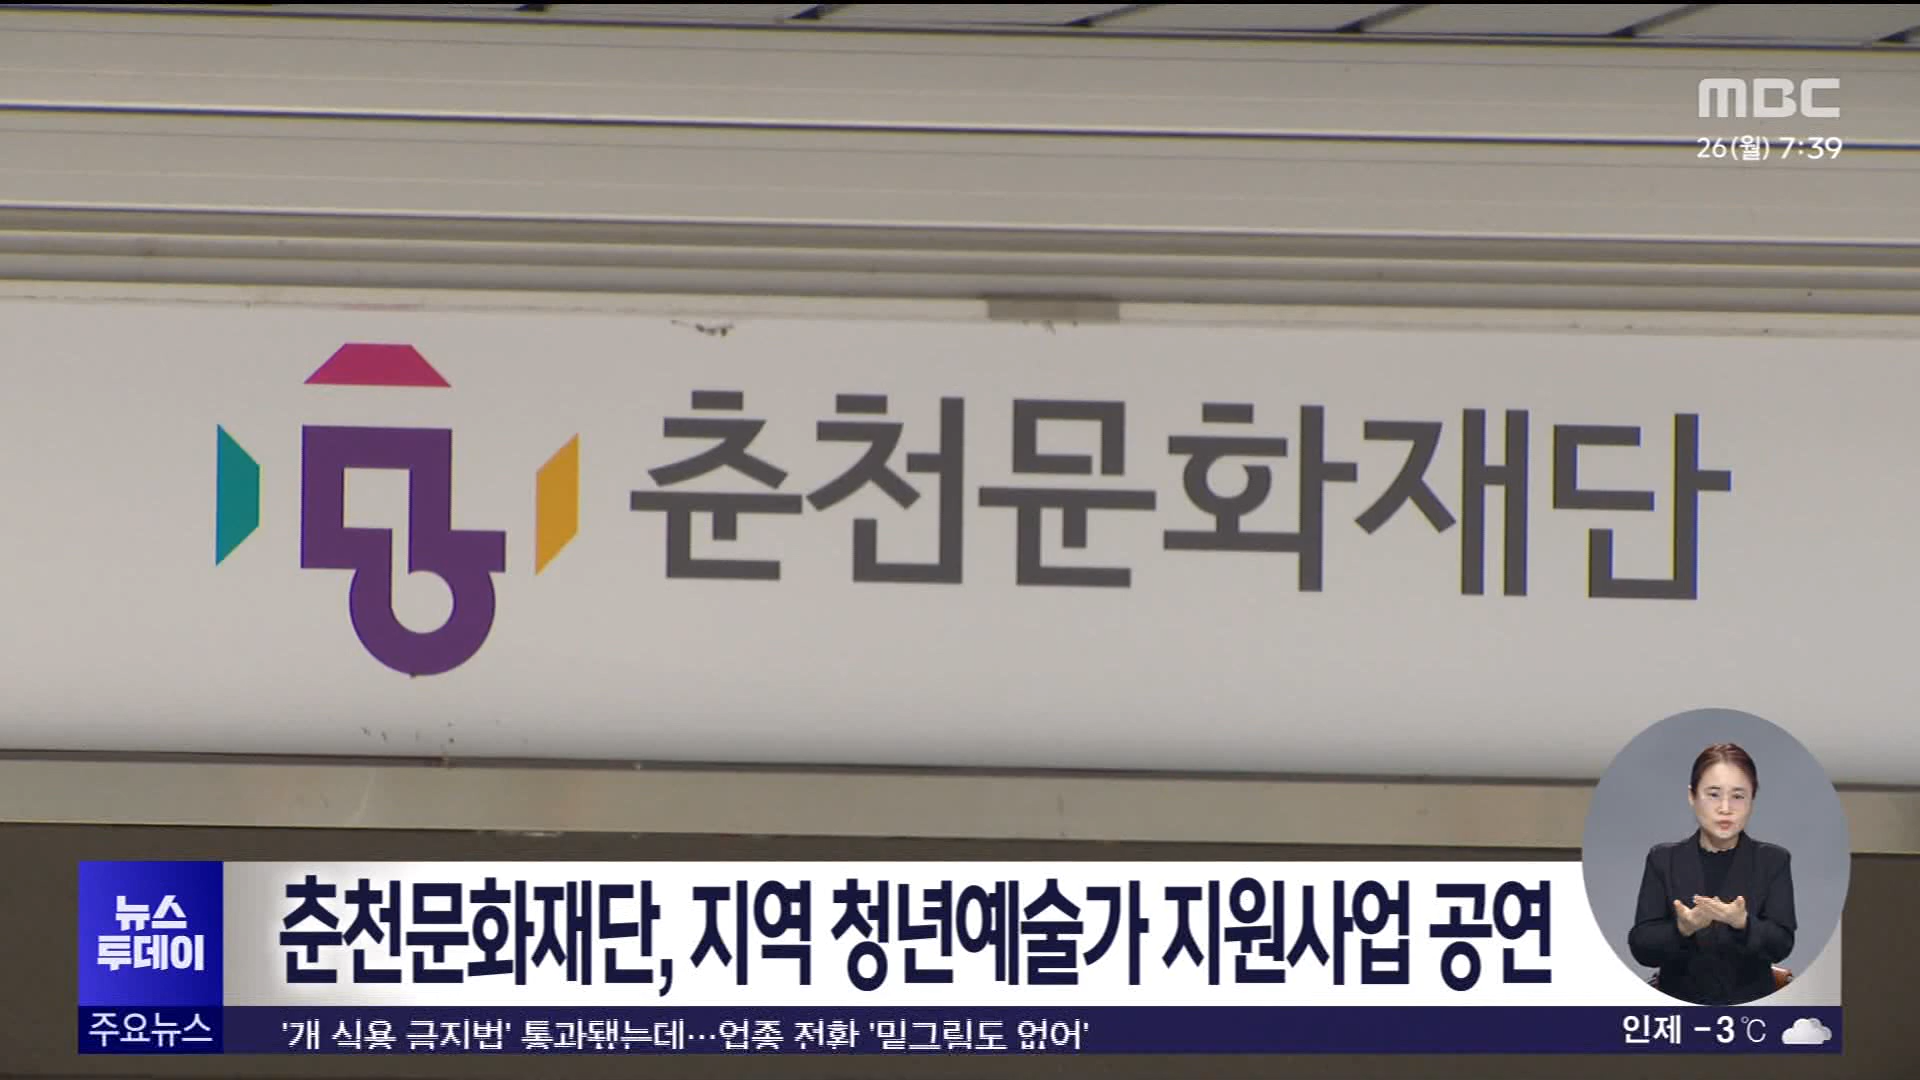 MBC
26(월) 7:39
춘천문화재단
뉴스
투데이
춘천문화재단, 지역 청년예술가 지원사업 공연
주요뉴스
'개 식용 금지법' 통과됐는데…업종 전환 '밑그림도 없어'
인제 -3℃